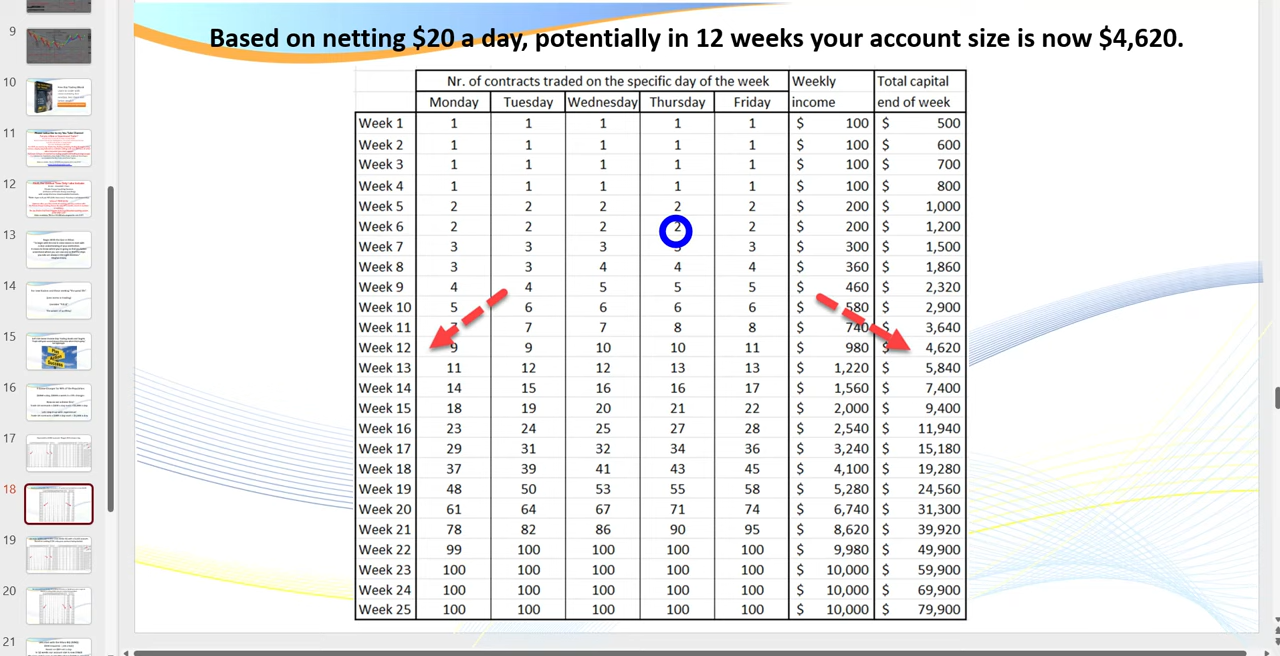 Based on netting $20 a day, potentially in 12 weeks your account size is now $4,620.
Nr. of contracts traded on the specific day of the week Weekly Total capital
Monday Tuesday Wednesday Thursday Friday income end of week
Week 1 1 1 1 1 1 $ 100 $ 500
Week 2 1 1 1 1 1 $ 100 $ 600
Week 3 1 1 1 1 1 $ 100 $ 700
Week 4 1 1 1 1 1 $ 100 $ 800
Week 5 2 2 2 2 2 $ 200 $ 1,000
Week 6 2 2 2 2 2 $ 200 $ 1,200
Week 7 3 3 3 3 3 $ 300 $ 1,500
Week 8 3 3 4 4 4 $ 360 $ 1,860
Week 9 4 4 5 5 5 $ 460 $ 2,320
Week 10 5 6 6 6 6 $ 580 $ 2,900
Week 11 7 7 7 8 8 $ 740 $ 3,640
Week 12 9 9 10 10 11 $ 980 $ 4,620
Week 13 11 12 12 13 13 $ 1,220 $ 5,840
Week 14 14 15 16 16 17 $ 1,560 $ 7,400
Week 15 18 19 20 21 22 $ 2,000 $ 9,400
Week 16 23 24 25 27 28 $ 2,540 $ 11,940
Week 17 29 31 32 34 36 $ 3,240 $ 15,180
Week 18 37 39 41 43 45 $ 4,100 $ 19,280
Week 19 48 50 53 55 58 $ 5,280 $ 24,560
Week 20 61 64 67 71 74 $ 6,740 $ 31,300
Week 21 78 82 86 90 95 $ 8,620 $ 39,920
Week 22 99 100 100 100 100 $ 9,980 $ 49,900
Week 23 100 100 100 100 100 $ 10,000 $ 59,900
Week 24 100 100 100 100 100 $ 10,000 $ 69,900
Week 25 100 100 100 100 100 $ 10,000 $ 79,900
9
10
11
12
13
14
15
16
17
18
19
20
21